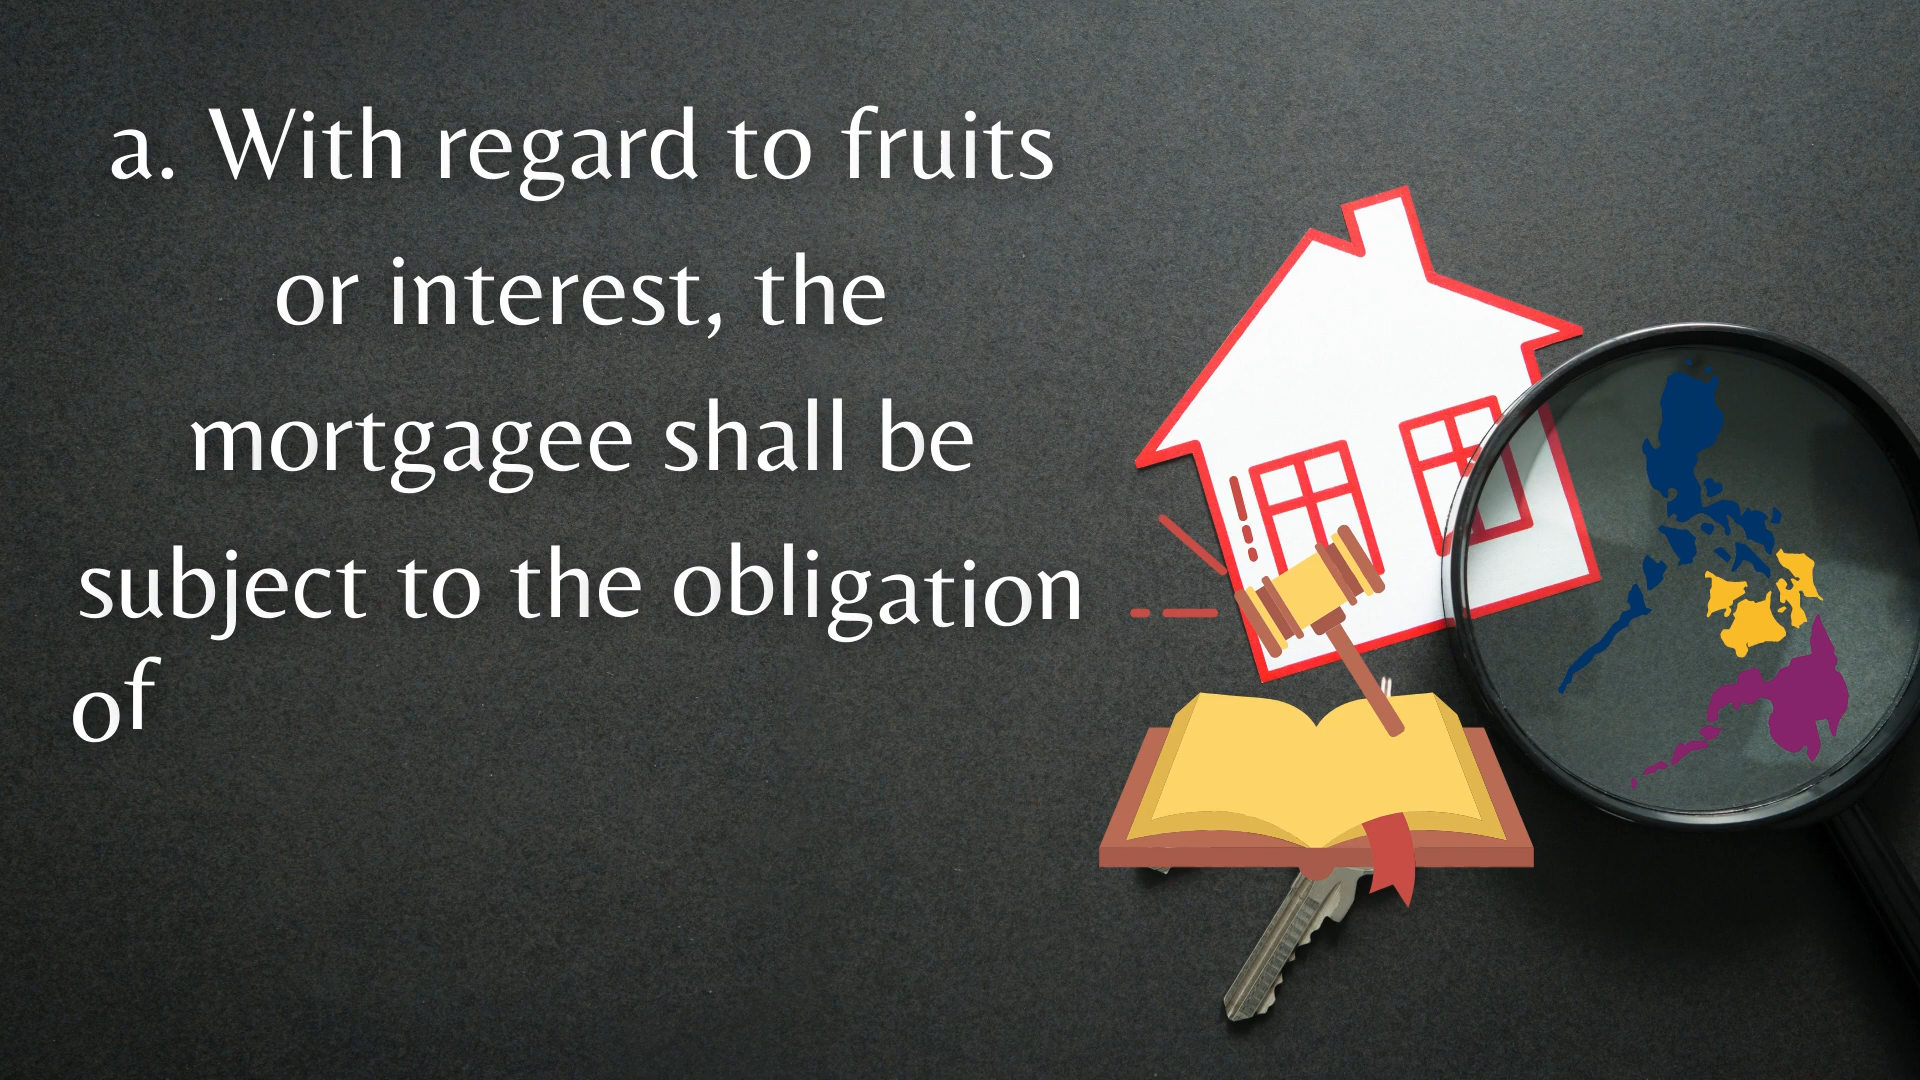 a. With regard to fruits
or interest, the
mortgagee shall be
subject to the obligation
of